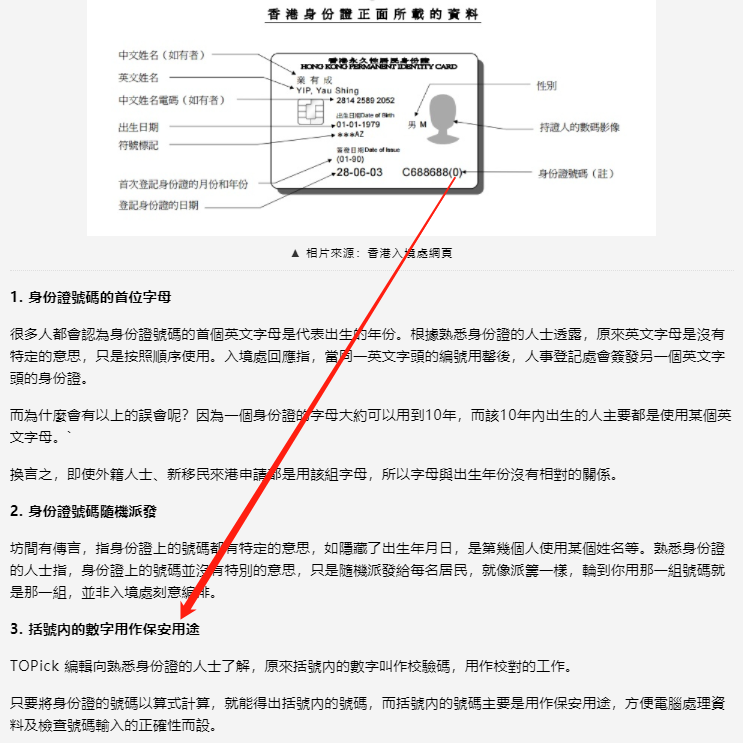 香港身份證正面所載的資料
中文姓名（如有者）
英文姓名
中文姓名電碼（如有者）
出生日期
符號標記
首次登記身份證的月份和年份
登記身份證的日期
香港永久性居民身份證
HONG KONG PERMANENT IDENTITY CARD
業有成
YIP, Yau Shing
2814 2589 2052
出生日期Date of Birth
01-01-1979
男 M
***AZ
簽發日期Date of Issue
(01-90)
28-06-03
C688688(0)
性別
持證人的數碼影像
身份證號碼（註）
▲ 相片來源：香港入境處網頁
1. 身份證號碼的首位字母
很多人都會認為身份證號碼的首個英文字母是代表出生的年份。根據熟悉身份證的人士透露，原來英文字母是沒有
特定的意思，只是按照順序使用。入境處回應指，當同一英文字頭的編號用罄後，人事登記處會簽發另一個英文字
頭的身份證。
而為什麼會有以上的誤會呢？因為一個身份證的字母大約可以用到10年，而該10年內出生的人主要都是使用某個英
文字母。`
換言之，即使外籍人士、新移民來港申請都是用該組字母，所以字母與出生年份沒有相對的關係。
2. 身份證號碼隨機派發
坊間有傳言，指身份證上的號碼都有特定的意思，如隱藏了出生年月日，是第幾個人使用某個姓名等。熟悉身份證
的人士指，身份證上的號碼並沒有特別的意思，只是隨機派發給每名居民，就像派籌一樣，輪到你用那一組號碼就
是那一組，並非入境處刻意編排。
3. 括號內的數字用作保安用途
TOPick 編輯向熟悉身份證的人士了解，原來括號內的數字叫作校驗碼，用作校對的工作。
只要將身份證的號碼以算式計算，就能得出括號內的號碼，而括號內的號碼主要是用作保安用途，方便電腦處理資
料及檢查號碼輸入的正確性而設。